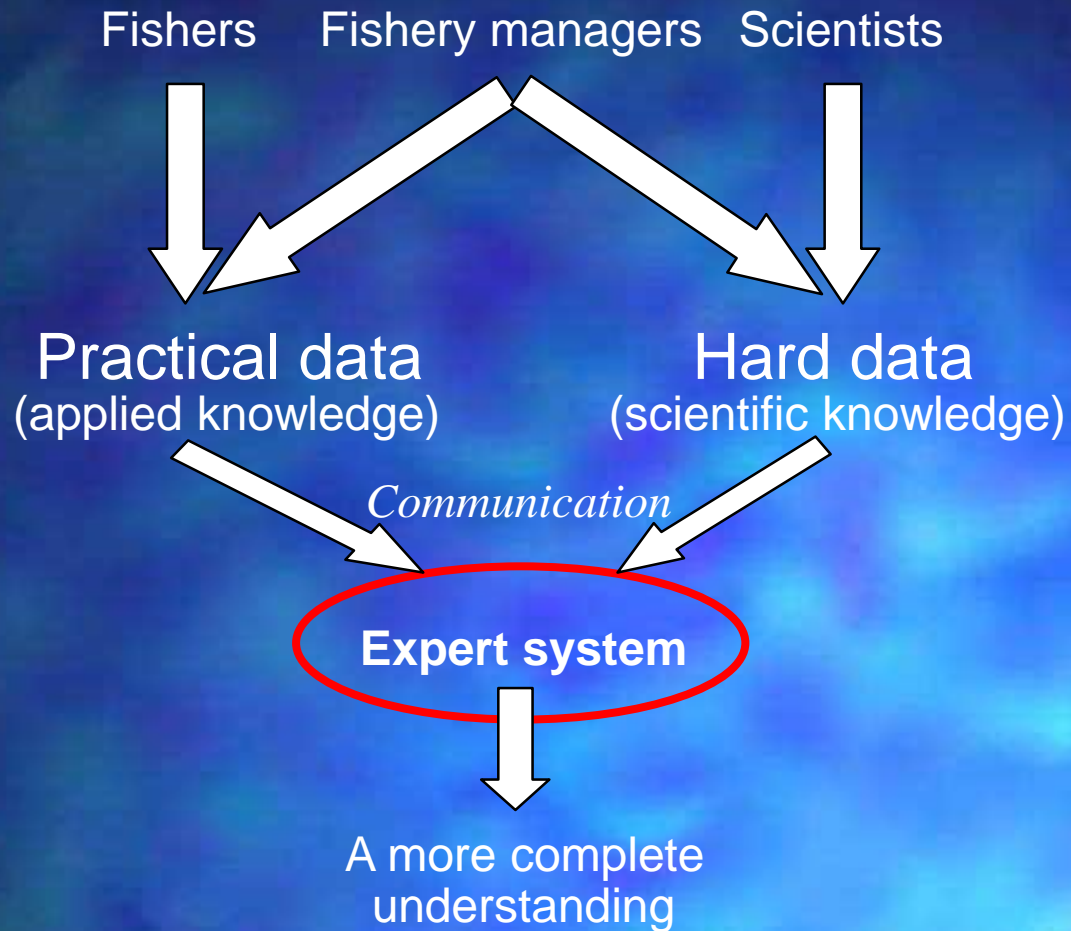 Fishers Fishery managers Scientists
Practical data
(applied knowledge)
Hard data
(scientific knowledge)
Communication
Expert system
A more complete
understanding